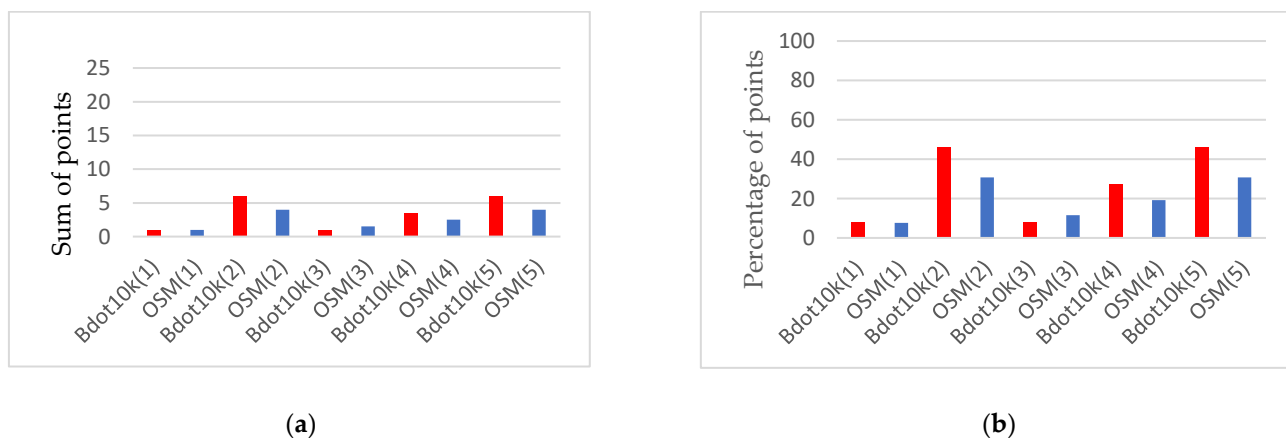 Sum of points
25
20
15
10
5
0
Bdot10k(1)
OSM(1)
Bdot10k(2)
OSM(2)
Bdot10k(3)
OSM(3)
Bdot10k(4)
OSM(4)
Bdot10k(5)
OSM(5)
(a)
Percentage of points
100
80
60
40
20
0
Bdot10k(1)
OSM(1)
Bdot10k(2)
OSM(2)
Bdot10k(3)
OSM(3)
Bdot10k(4)
OSM(4)
Bdot10k(5)
OSM(5)
(b)